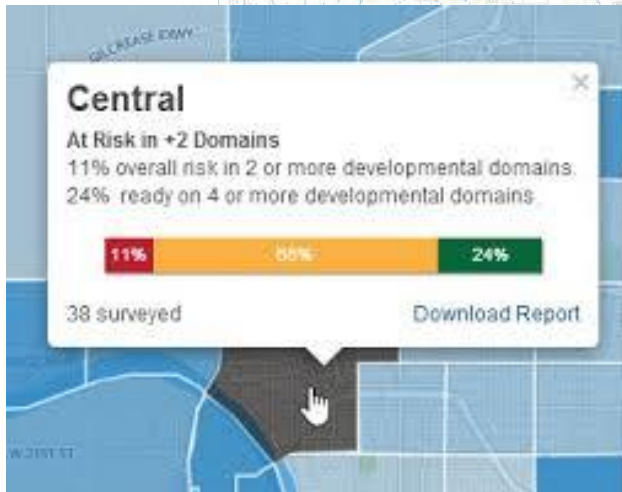 GILCREASE EXPY
Central
At Risk in +2 Domains
11% overall risk in 2 or more developmental domains.
24% ready on 4 or more developmental domains
11% 24%
38 surveyed Download Report
W 21ST ST